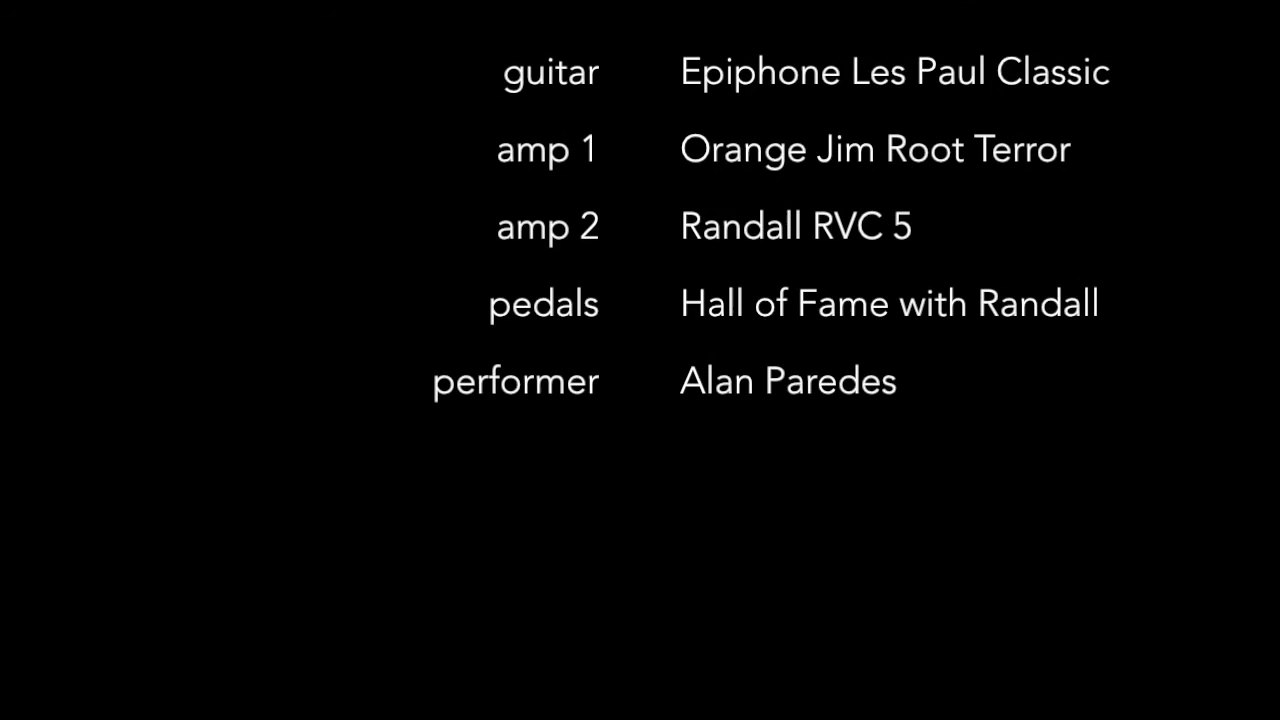 guitar Epiphone Les Paul Classic
amp 1 Orange Jim Root Terror
amp 2 Randall RVC 5
pedals Hall of Fame with Randall
performer Alan Paredes